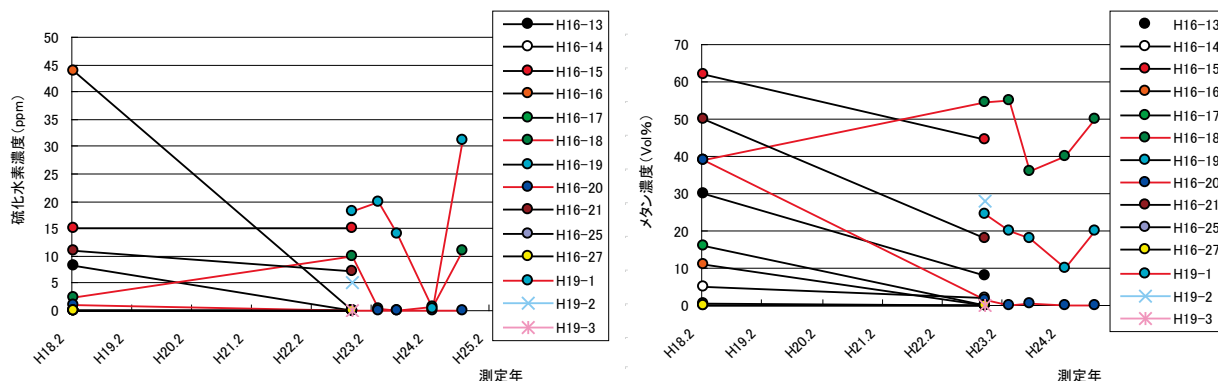 硫化水素濃度(ppm)
50
45
40
35
30
25
20
15
10
5
0
H18.2
H19.2
H20.2
H21.2
H22.2
H23.2
H24.2
H25.2
測定年
H16-13
H16-14
H16-15
H16-16
H16-17
H16-18
H16-19
H16-20
H16-21
H16-25
H16-27
H19-1
H19-2
H19-3
メタン濃度(Vol%)
70
60
50
40
30
20
10
0
H18.2
H19.2
H20.2
H21.2
H22.2
H23.2
H24.2
測定年
H16-13
H16-14
H16-15
H16-16
H16-17
H16-18
H16-19
H16-20
H16-21
H16-25
H16-27
H19-1
H19-2
H19-3